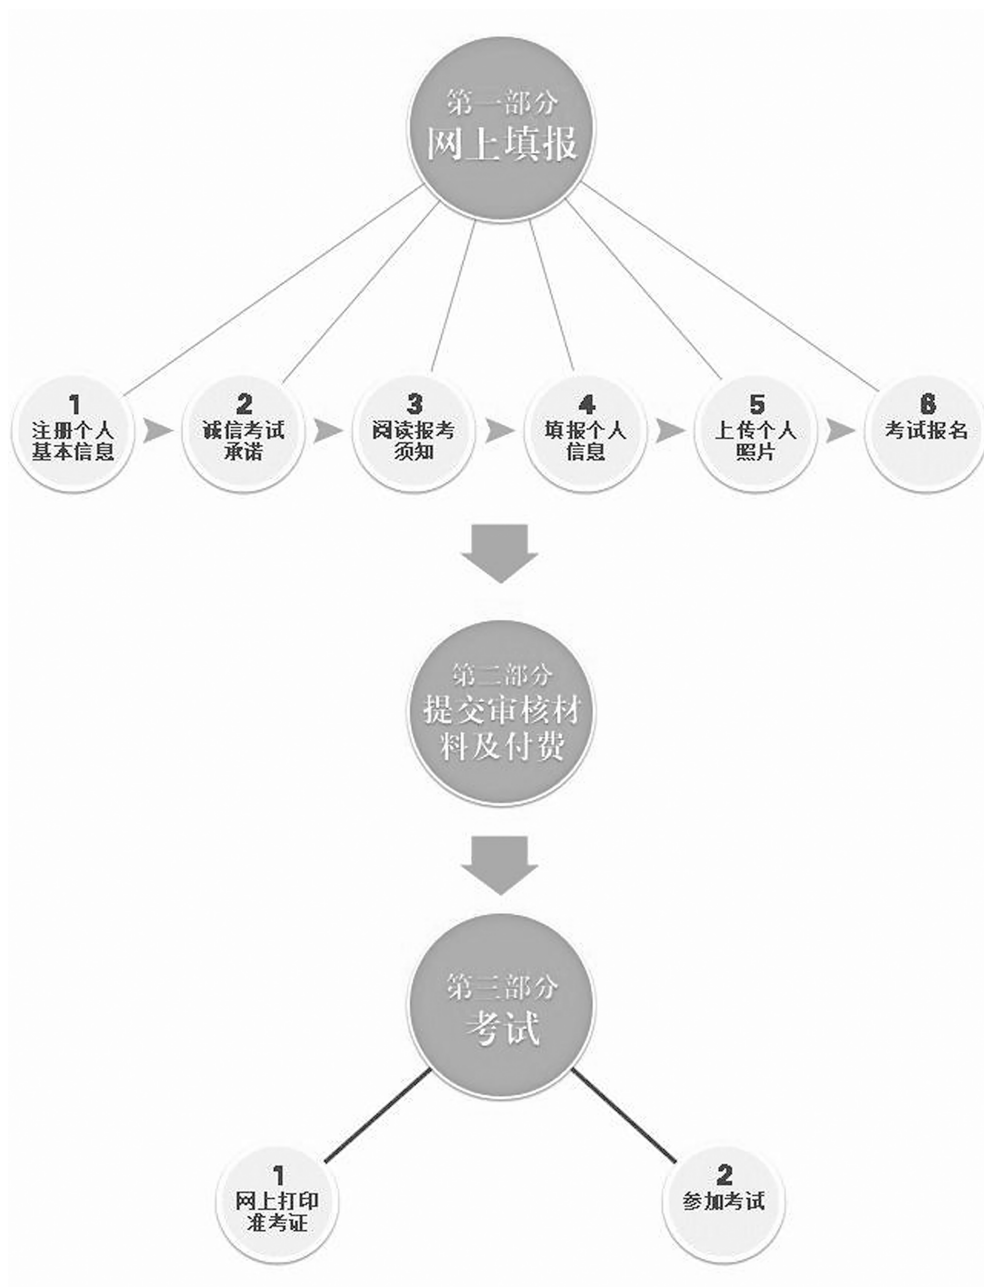 第一部分
网上填报
1
注册个人
基本信息
2
诚信考试
承诺
3
阅读报考
须知
4
填报个人
信息
5
上传个人
照片
6
考试报名
第二部分
提交审核材
料及付费
第三部分
考试
1
网上打印
准考证
2
参加考试